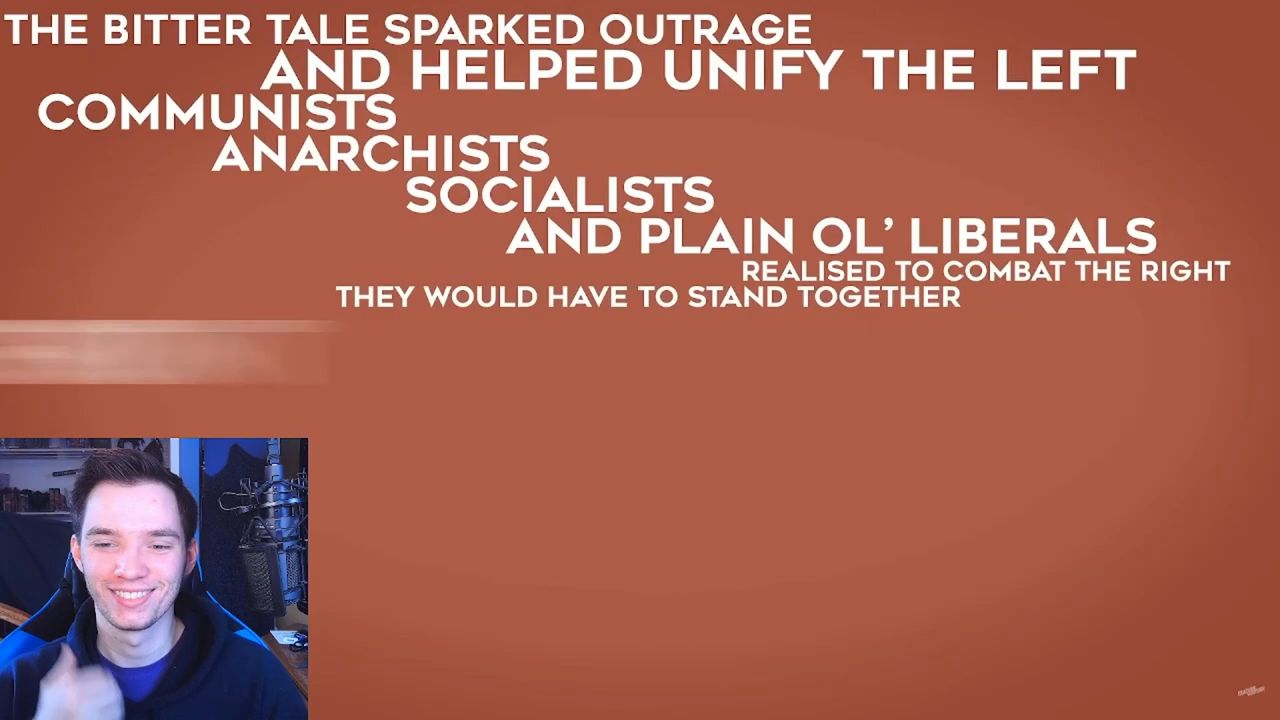 THE BITTER TALE SPARKED OUTRAGE
AND HELPED UNIFY THE LEFT
COMMUNISTS
ANARCHISTS
SOCIALISTS
AND PLAIN OL' LIBERALS
REALISED TO COMBAT THE RIGHT
THEY WOULD HAVE TO STAND TOGETHER